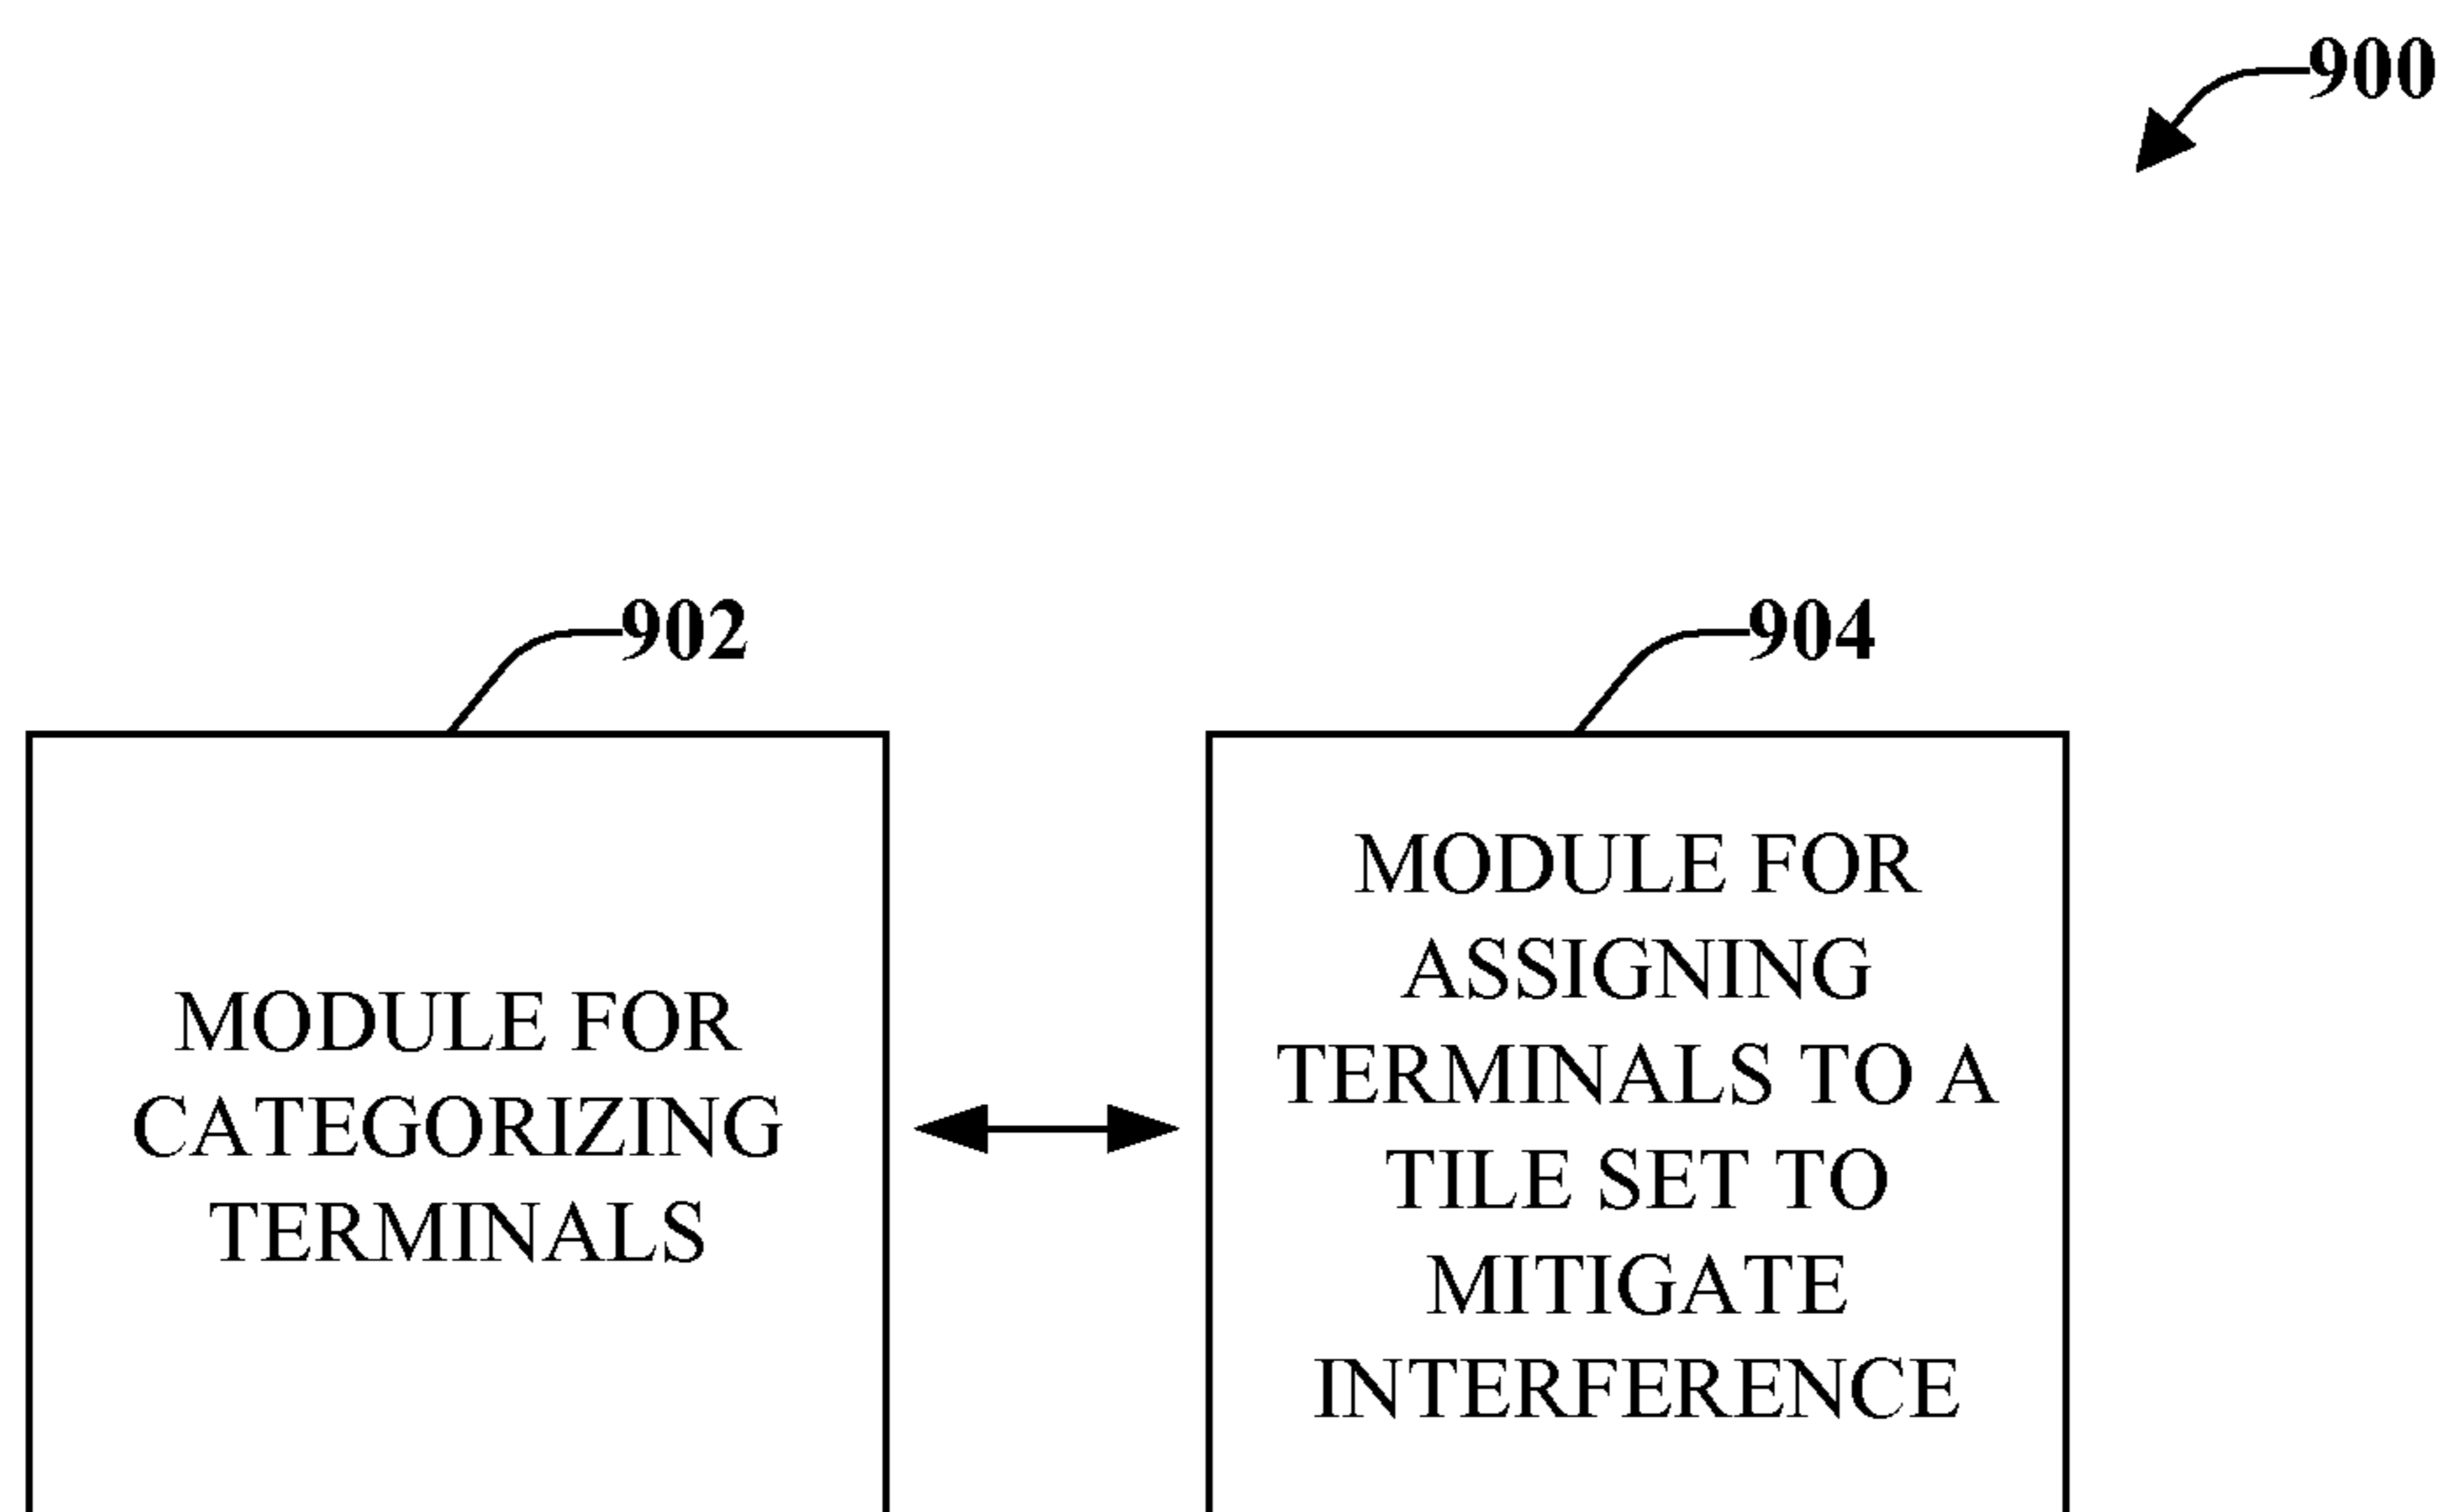 900
902
904
MODULE FOR
CATEGORIZING
TERMINALS
MODULE FOR
ASSIGNING
TERMINALS TO A
TILE SET TO
MITIGATE
INTERFERENCE